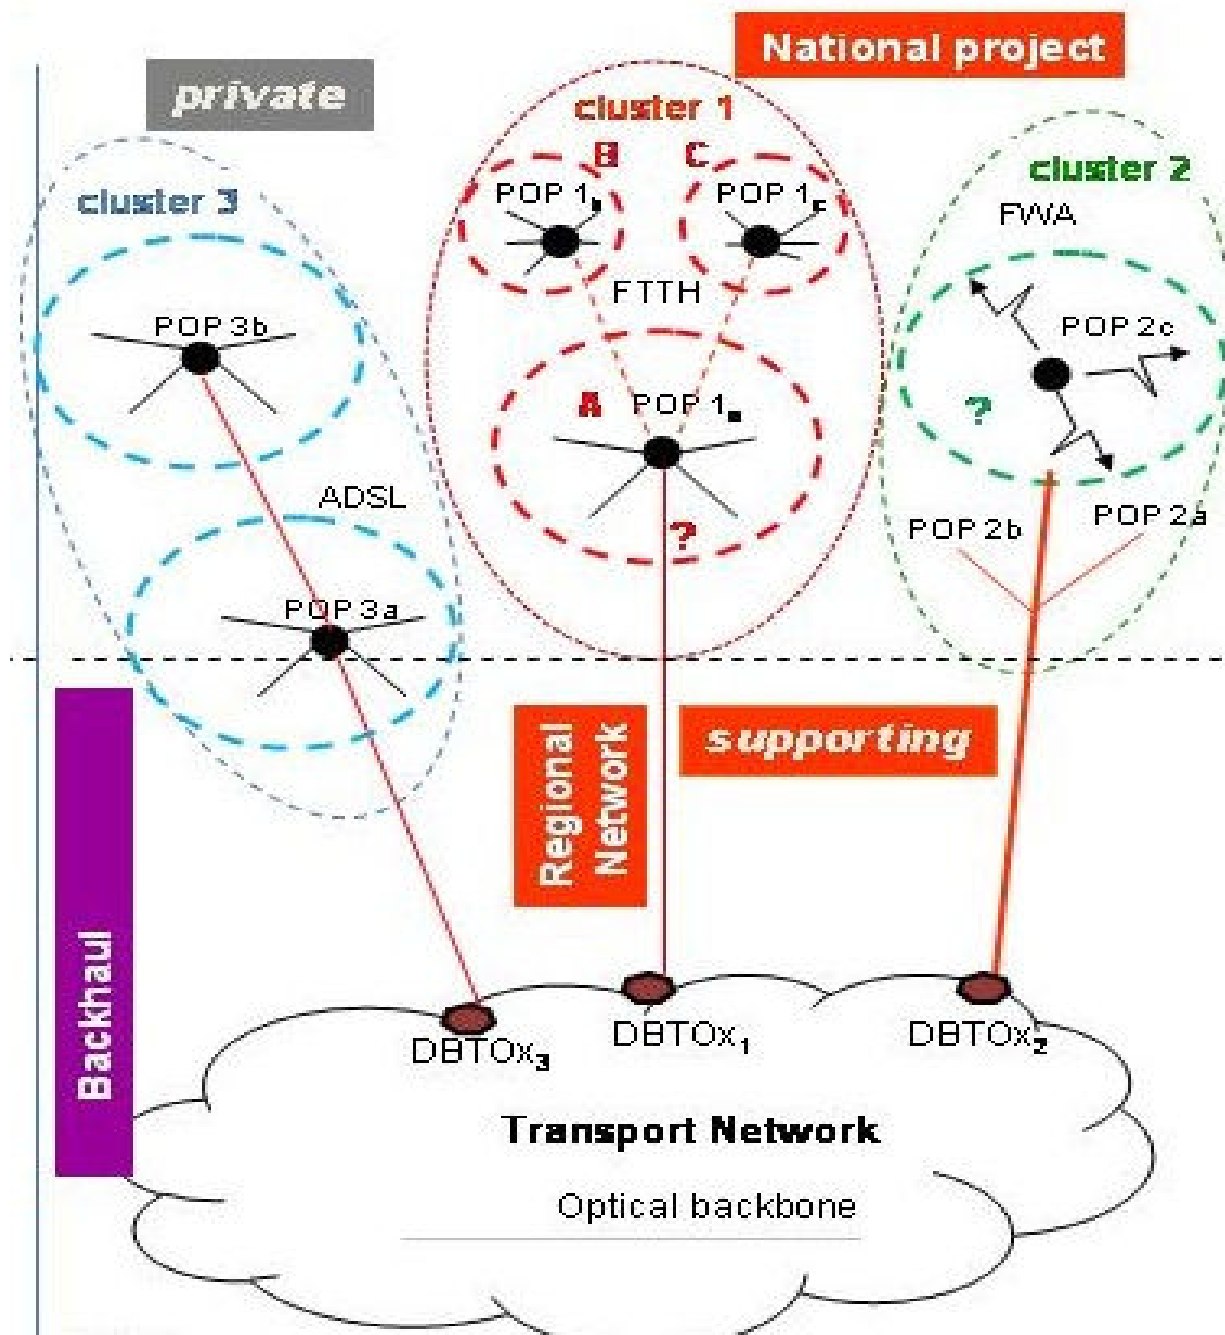 National project
private
cluster 1
B
C
cluster 2
POP 1
POP 1
cluster 3
FWA
FTTH
POP 3b
POP 2c
A
POP 1
?
ADSL
?
POP 2b
POP 2a
POP 3a
Regional
Network
supporting
Backhaul
DBTOx3
DBTOx1
DBTOx2
Transport Network
Optical backbone